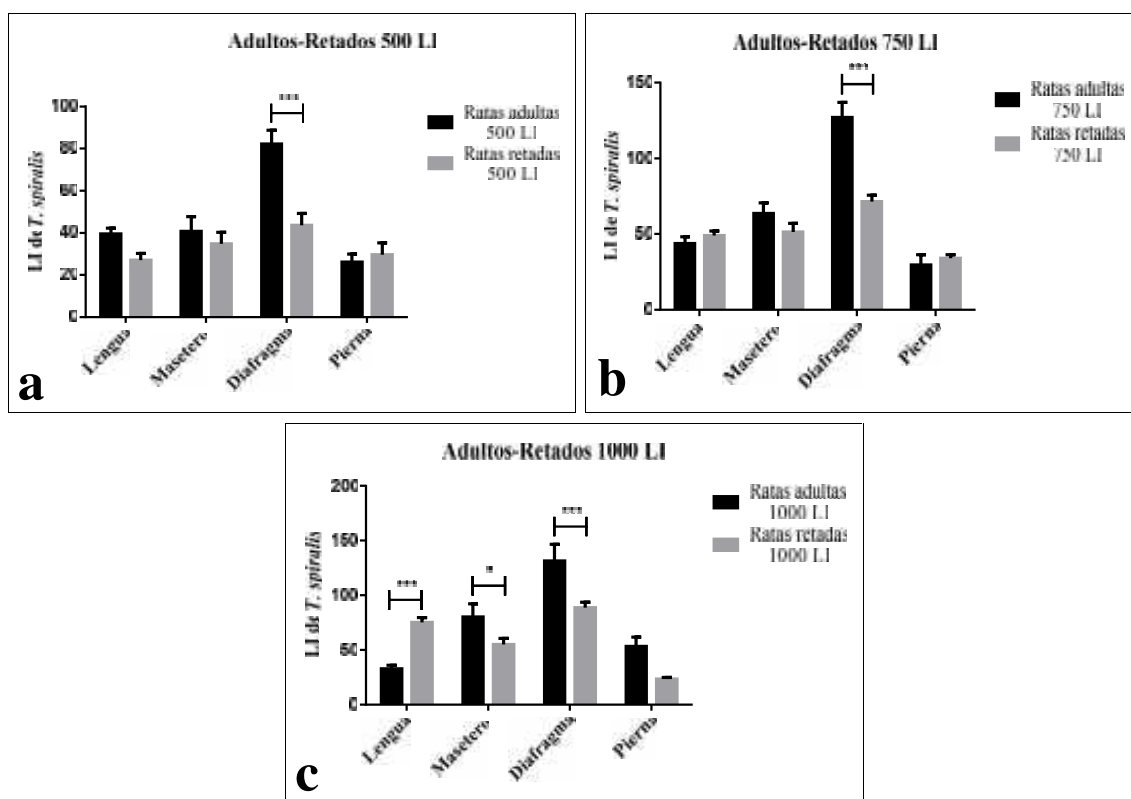 Adultos-Retados 500 LI
LI de T. spiralis
100
80
60
40
20
0
***
Ratas adultas
500 LI
Ratas retadas
500 LI
Lengua
Masetero
Diafragma
Pierna
a
Adultos-Retados 750 LI
LI de T. spiralis
150
100
50
0
***
Ratas adultas
750 LI
Ratas retadas
750 LI
Lengua
Masetero
Diafragma
Pierna
b
Adultos-Retados 1000 LI
LI de T. spiralis
200
150
100
50
0
***
*
***
Ratas adultas
1000 LI
Ratas retadas
1000 LI
Lengua
Masetero
Diafragma
Pierna
c